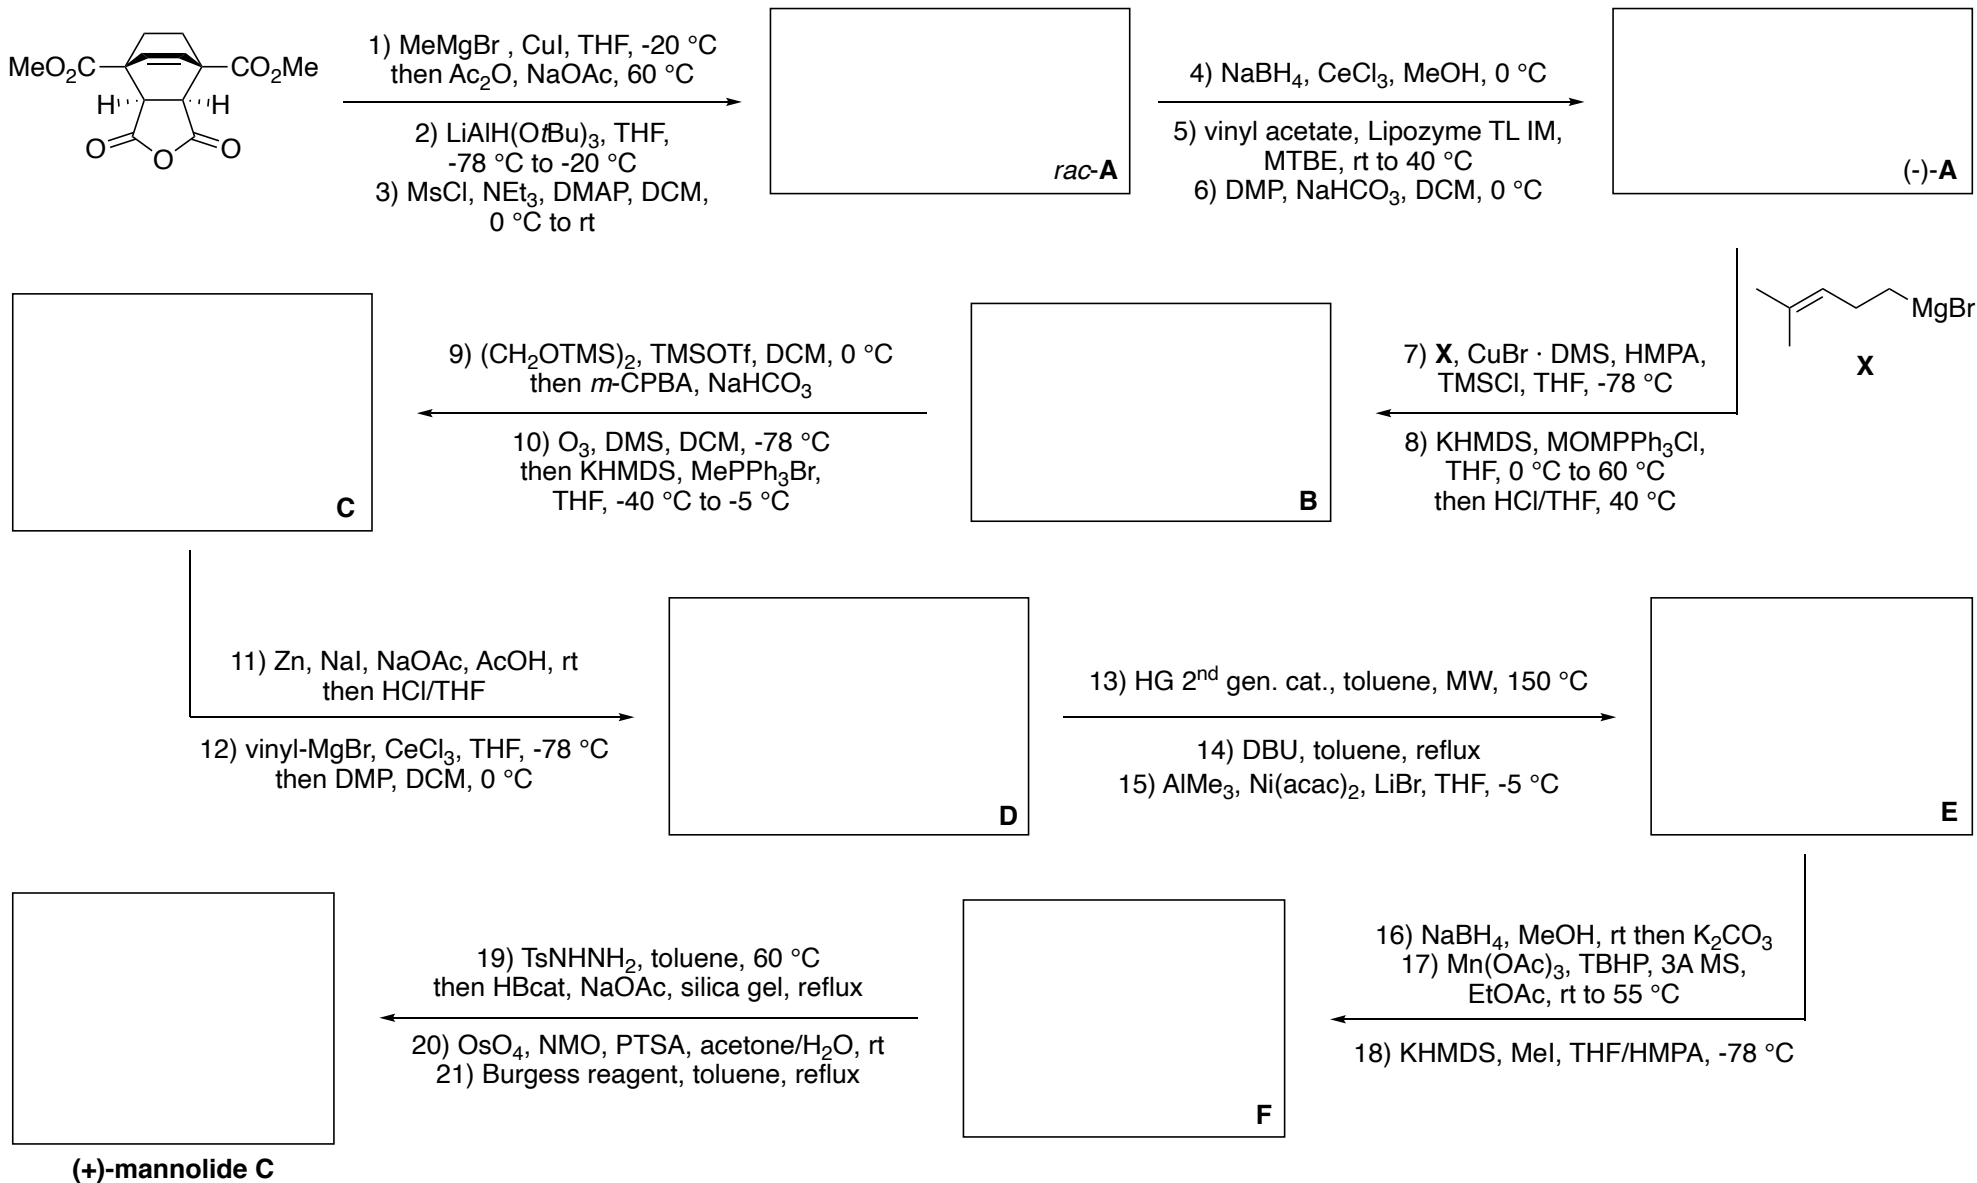 MeO₂C
CO₂Me
H
H
O
O
O
1) MeMgBr , CuI, THF, -20 °C
then Ac₂O, NaOAc, 60 °C
2) LiAlH(OtBu)₃, THF,
-78 °C to -20 °C
3) MsCl, NEt₃, DMAP, DCM,
0 °C to rt
rac-A
4) NaBH₄, CeCl₃, MeOH, 0 °C
5) vinyl acetate, Lipozyme TL IM,
MTBE, rt to 40 °C
6) DMP, NaHCO₃, DCM, 0 °C
(-)-A
MgBr
X
7) X, CuBr · DMS, HMPA,
TMSCl, THF, -78 °C
8) KHMDS, MOMPPh₃Cl,
THF, 0 °C to 60 °C
then HCl/THF, 40 °C
B
9) (CH₂OTMS)₂, TMSOTf, DCM, 0 °C
then m-CPBA, NaHCO₃
10) O₃, DMS, DCM, -78 °C
then KHMDS, MePPh₃Br,
THF, -40 °C to -5 °C
C
11) Zn, NaI, NaOAc, AcOH, rt
then HCl/THF
12) vinyl-MgBr, CeCl₃, THF, -78 °C
then DMP, DCM, 0 °C
D
13) HG 2ⁿᵈ gen. cat., toluene, MW, 150 °C
14) DBU, toluene, reflux
15) AlMe₃, Ni(acac)₂, LiBr, THF, -5 °C
E
16) NaBH₄, MeOH, rt then K₂CO₃
17) Mn(OAc)₃, TBHP, 3A MS,
EtOAc, rt to 55 °C
18) KHMDS, MeI, THF/HMPA, -78 °C
F
19) TsNHNH₂, toluene, 60 °C
then HBcat, NaOAc, silica gel, reflux
20) OsO₄, NMO, PTSA, acetone/H₂O, rt
21) Burgess reagent, toluene, reflux
(+)-mannolide C